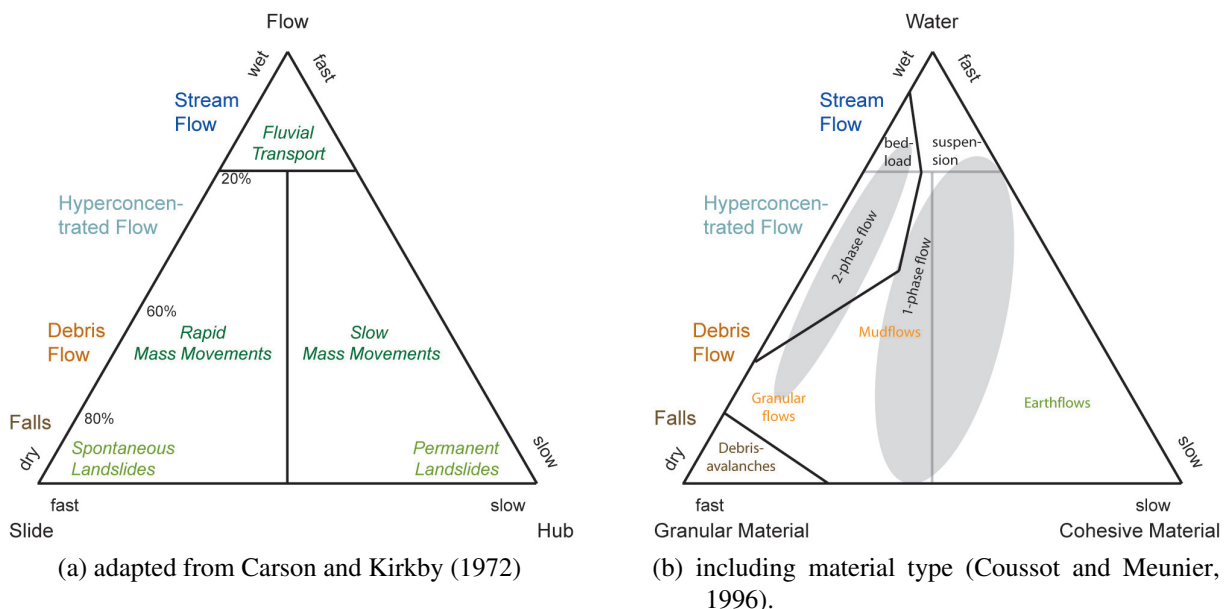 Flow
wet
fast
Stream
Flow
Fluvial
Transport
20%
Hyperconcen-
trated Flow
60%
Debris
Flow
Rapid
Mass Movements
Slow
Mass Movements
Falls
80%
dry
Spontaneous
Landslides
Permanent
Landslides
slow
fast
slow
Slide
Hub
(a) adapted from Carson and Kirkby (1972)
Water
wet
fast
Stream
Flow
bed-
load
suspen-
sion
Hyperconcen-
trated Flow
2-phase flow
1-phase flow
Debris
Flow
Mudflows
Granular
flows
Earthflows
Falls
dry
Debris-
avalanches
slow
fast
slow
Granular Material
Cohesive Material
(b) including material type (Coussot and Meunier,
1996).